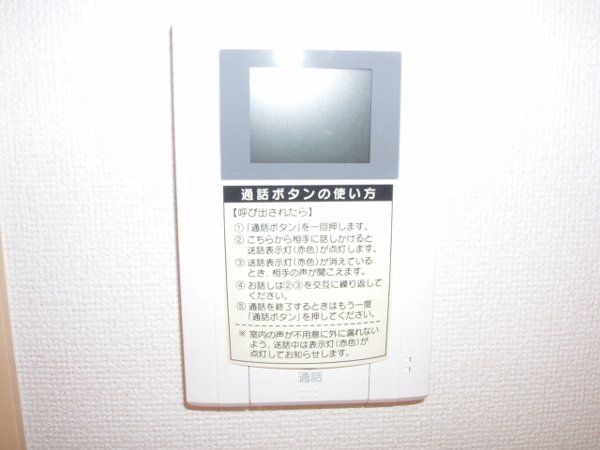 通話ボタンの使い方
【呼び出されたら】
①「通話ボタン」を一回押します。
②こちらから相手に話しかけると
送話表示灯(赤色)が点灯します。
③送話表示灯(赤色)が消えている
とき、相手の声が聞こえます。
④お話しは②③を交互に繰り返して
ください。
⑤通話を終了するときはもう一度
「通話ボタン」を押してください。
※室内の声が不用意に外に漏れない
よう、送話中は表示灯(赤色)が
点灯してお知らせします。
通話